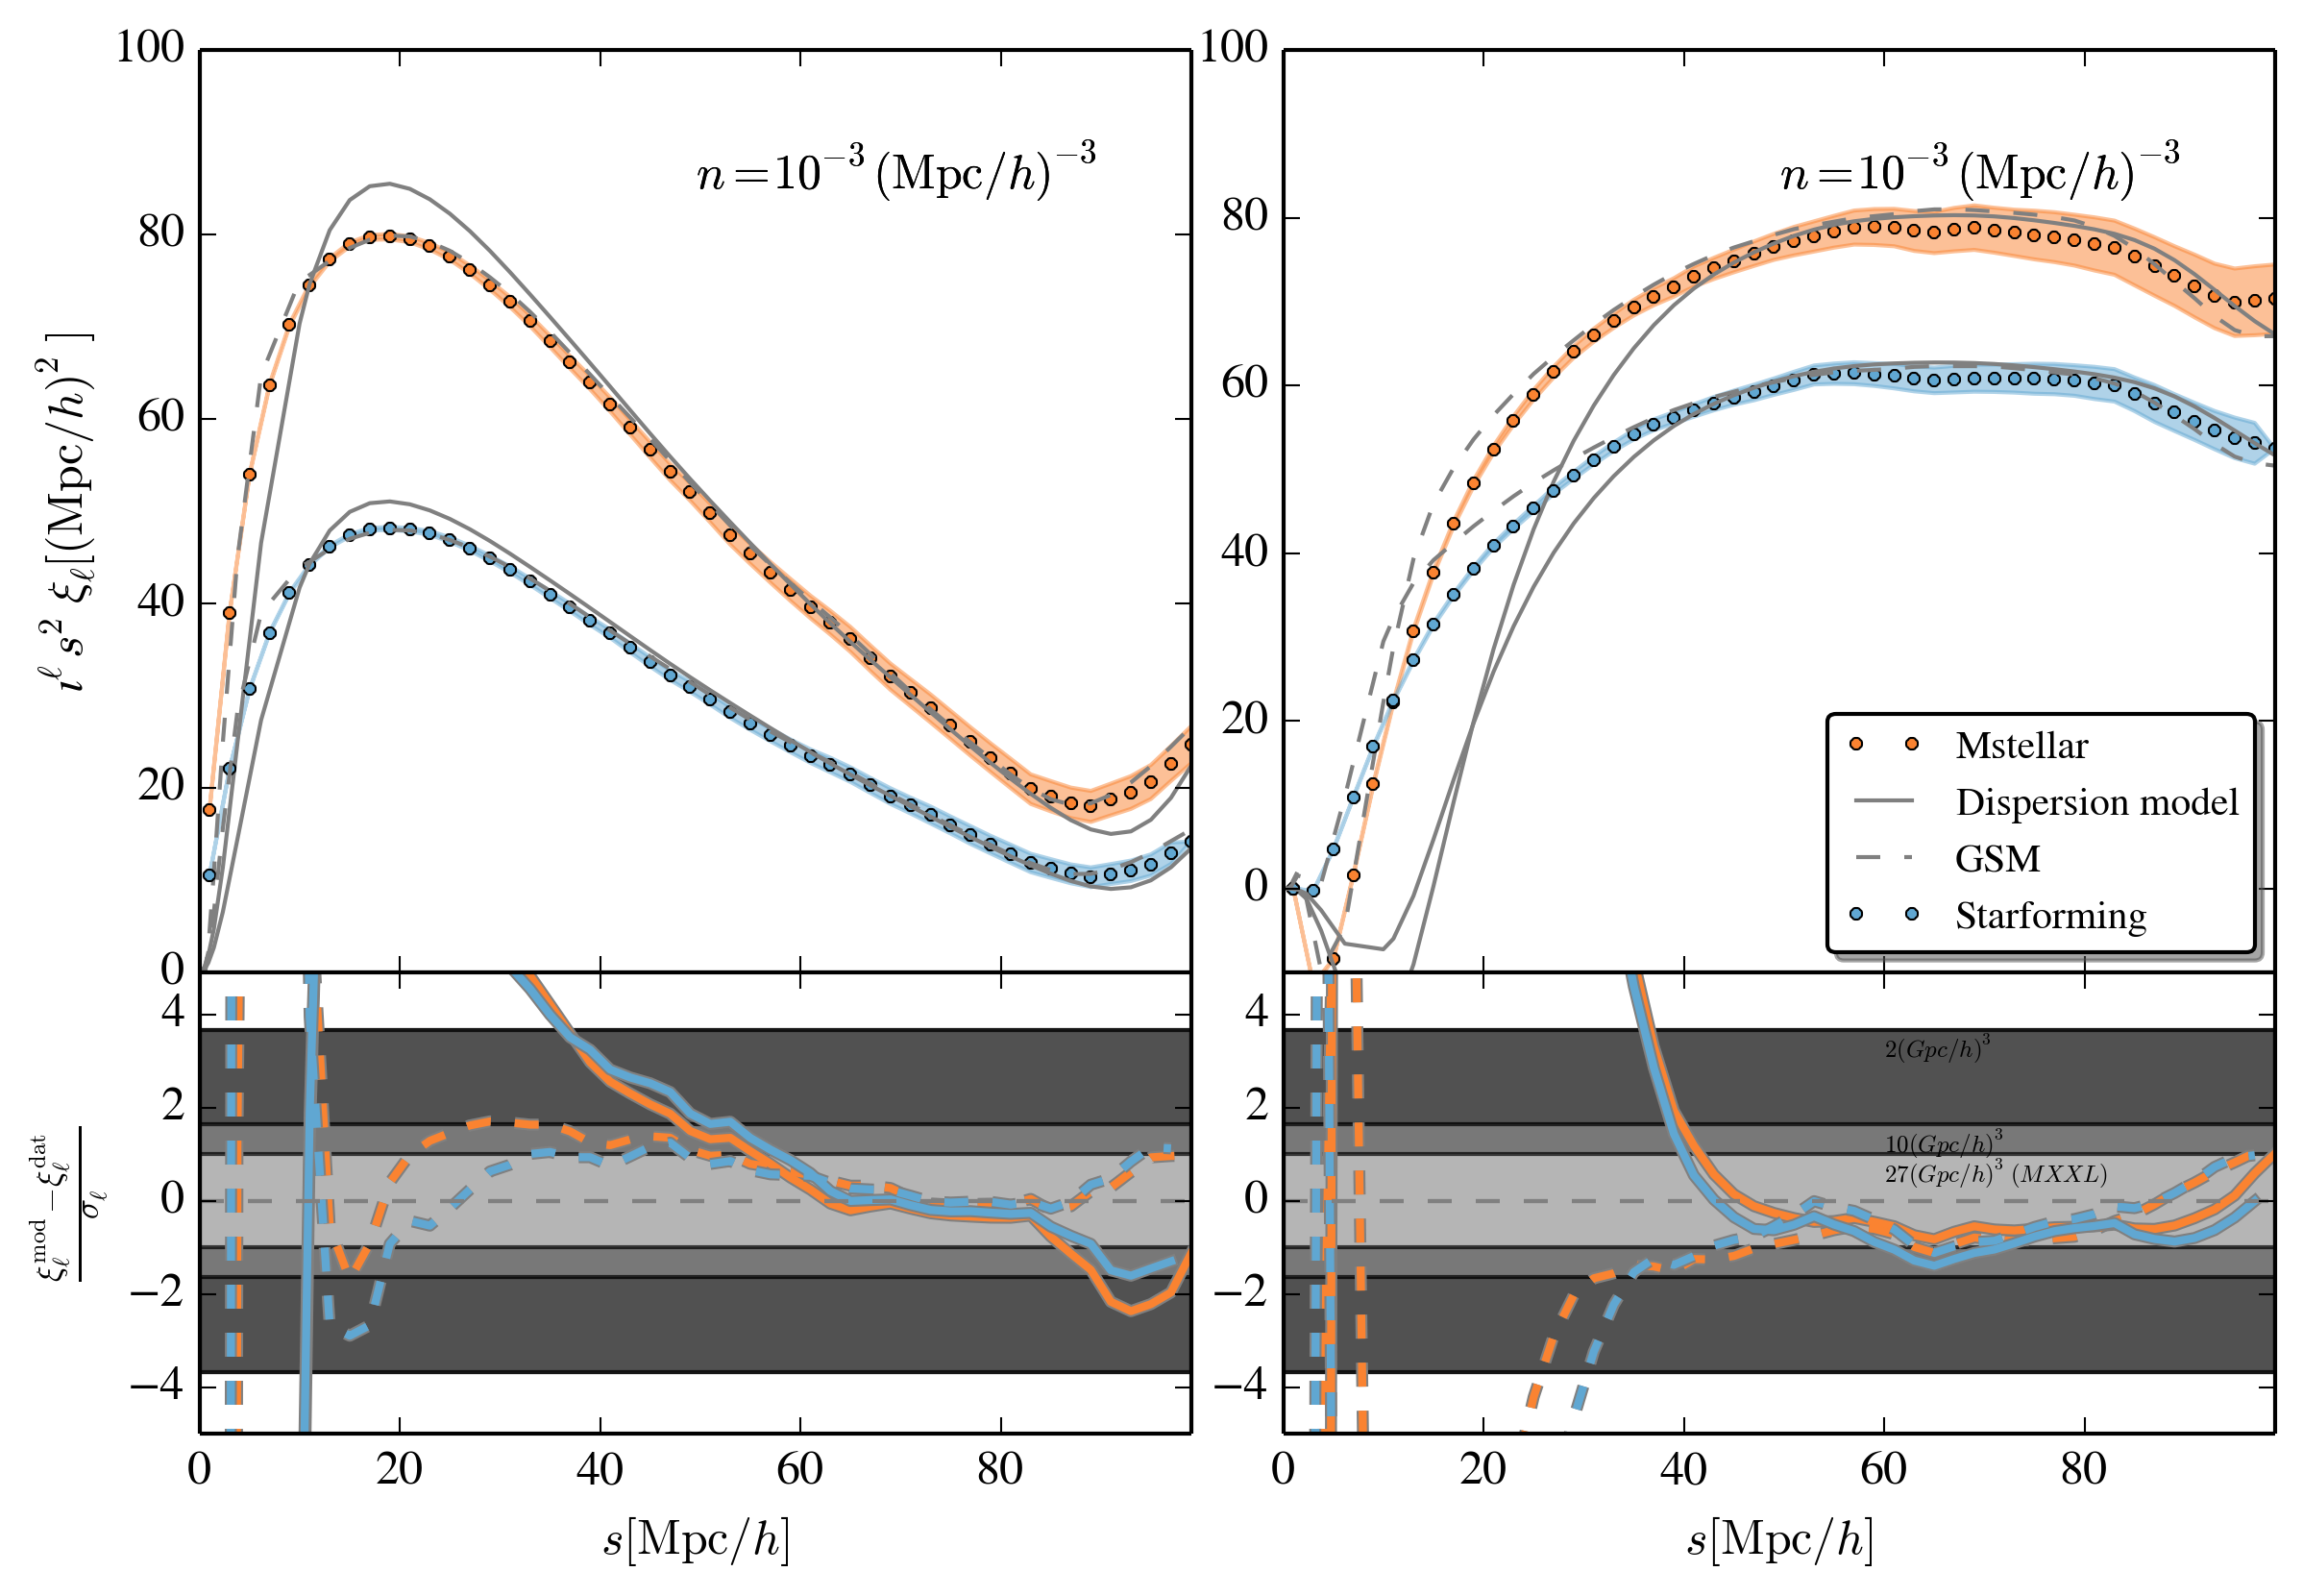 100
80
60
40
20
0
i^ℓ s² ξ_ℓ[(Mpc/h)² ]
n=10⁻³ (Mpc/h)⁻³
100
80
60
40
20
0
n=10⁻³ (Mpc/h)⁻³
Mstellar
Dispersion model
GSM
Starforming
4
2
0
−2
−4
ξ_ℓ^mod −ξ_ℓ^dat
σ_ℓ
0
20
40
60
80
s[Mpc/h]
4
2
0
−2
−4
2(Gpc/h)³
10(Gpc/h)³
27(Gpc/h)³ (MXXL)
0
20
40
60
80
s[Mpc/h]